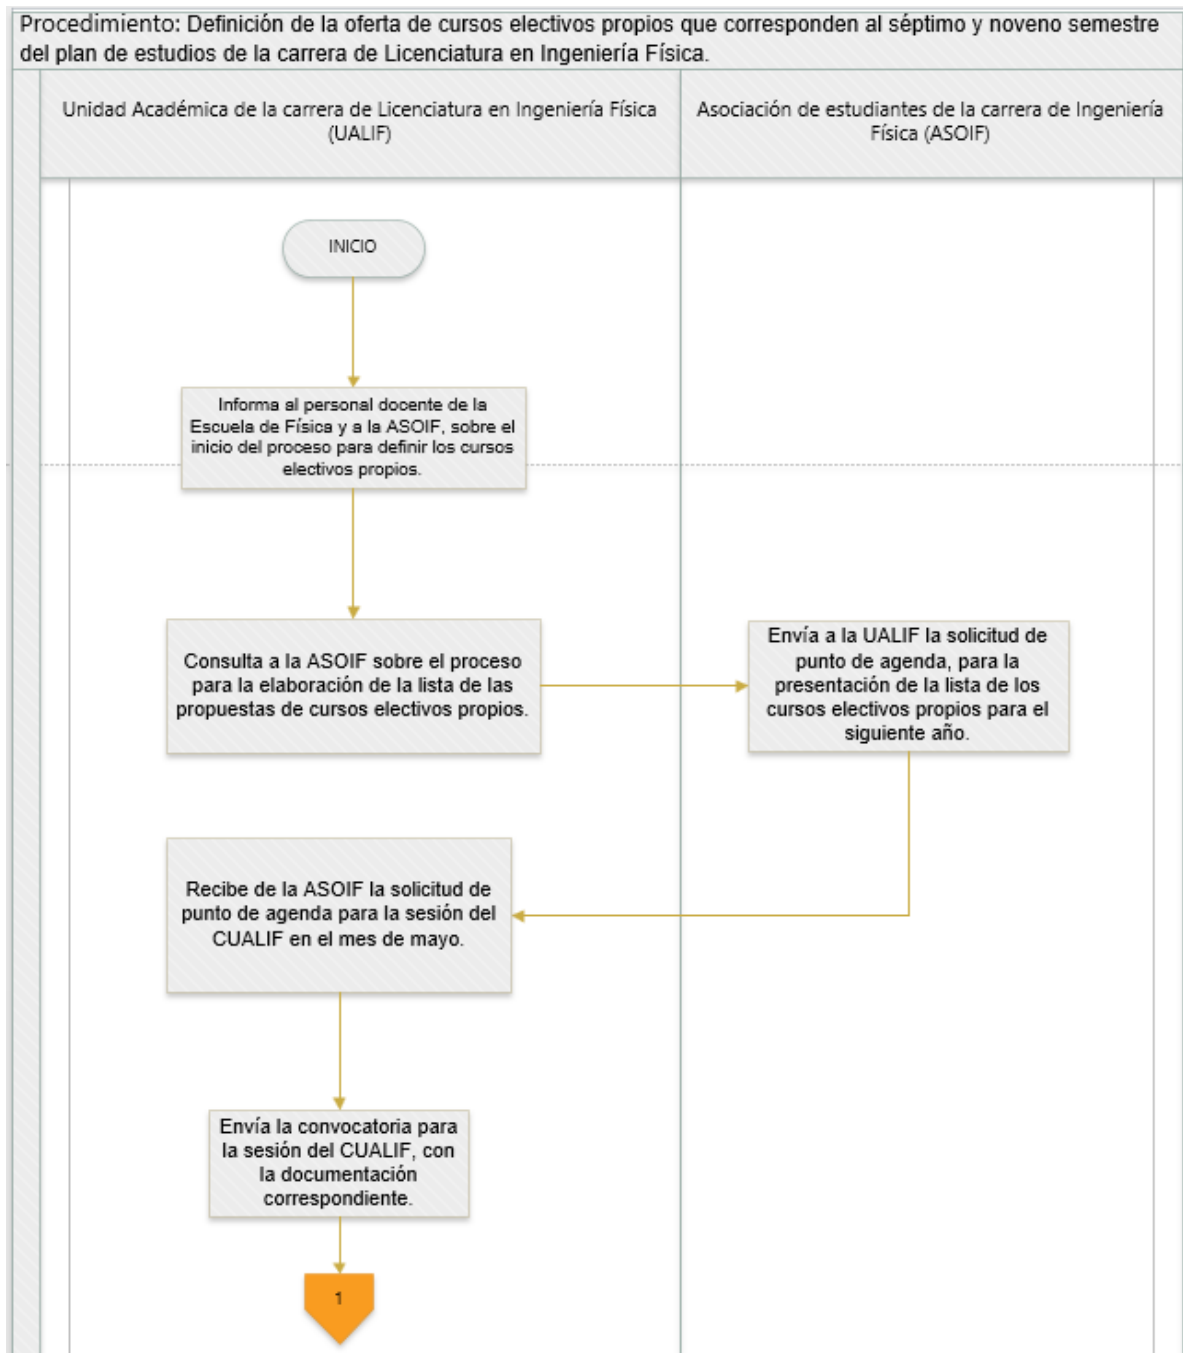 Procedimiento: Definición de la oferta de cursos electivos propios que corresponden al séptimo y noveno semestre
del plan de estudios de la carrera de Licenciatura en Ingeniería Física.
Unidad Académica de la carrera de Licenciatura en Ingeniería Física
(UALIF)
Asociación de estudiantes de la carrera de Ingeniería
Física (ASOIF)
INICIO
Informa al personal docente de la
Escuela de Física y a la ASOIF, sobre el
inicio del proceso para definir los cursos
electivos propios.
Consulta a la ASOIF sobre el proceso
para la elaboración de la lista de las
propuestas de cursos electivos propios.
Envía a la UALIF la solicitud de
punto de agenda, para la
presentación de la lista de los
cursos electivos propios para el
siguiente año.
Recibe de la ASOIF la solicitud de
punto de agenda para la sesión del
CUALIF en el mes de mayo.
Envía la convocatoria para
la sesión del CUALIF, con
la documentación
correspondiente.
1